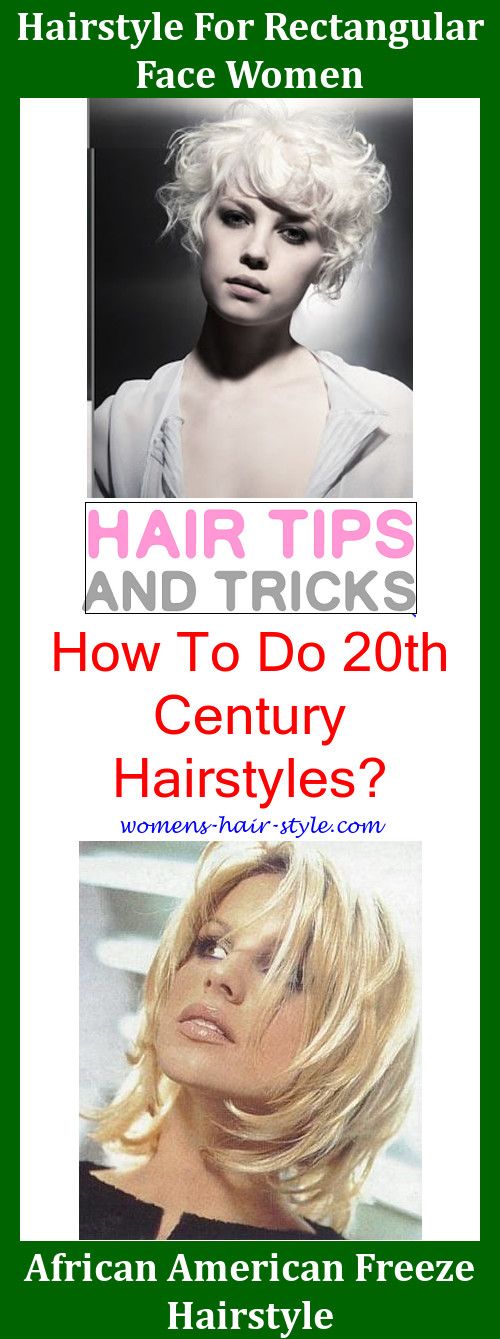 Hairstyle For Rectangular
Face Women
HAIR TIPS
AND TRICKS
How To Do 20th
Century
Hairstyles?
womens-hair-style.com
African American Freeze
Hairstyle